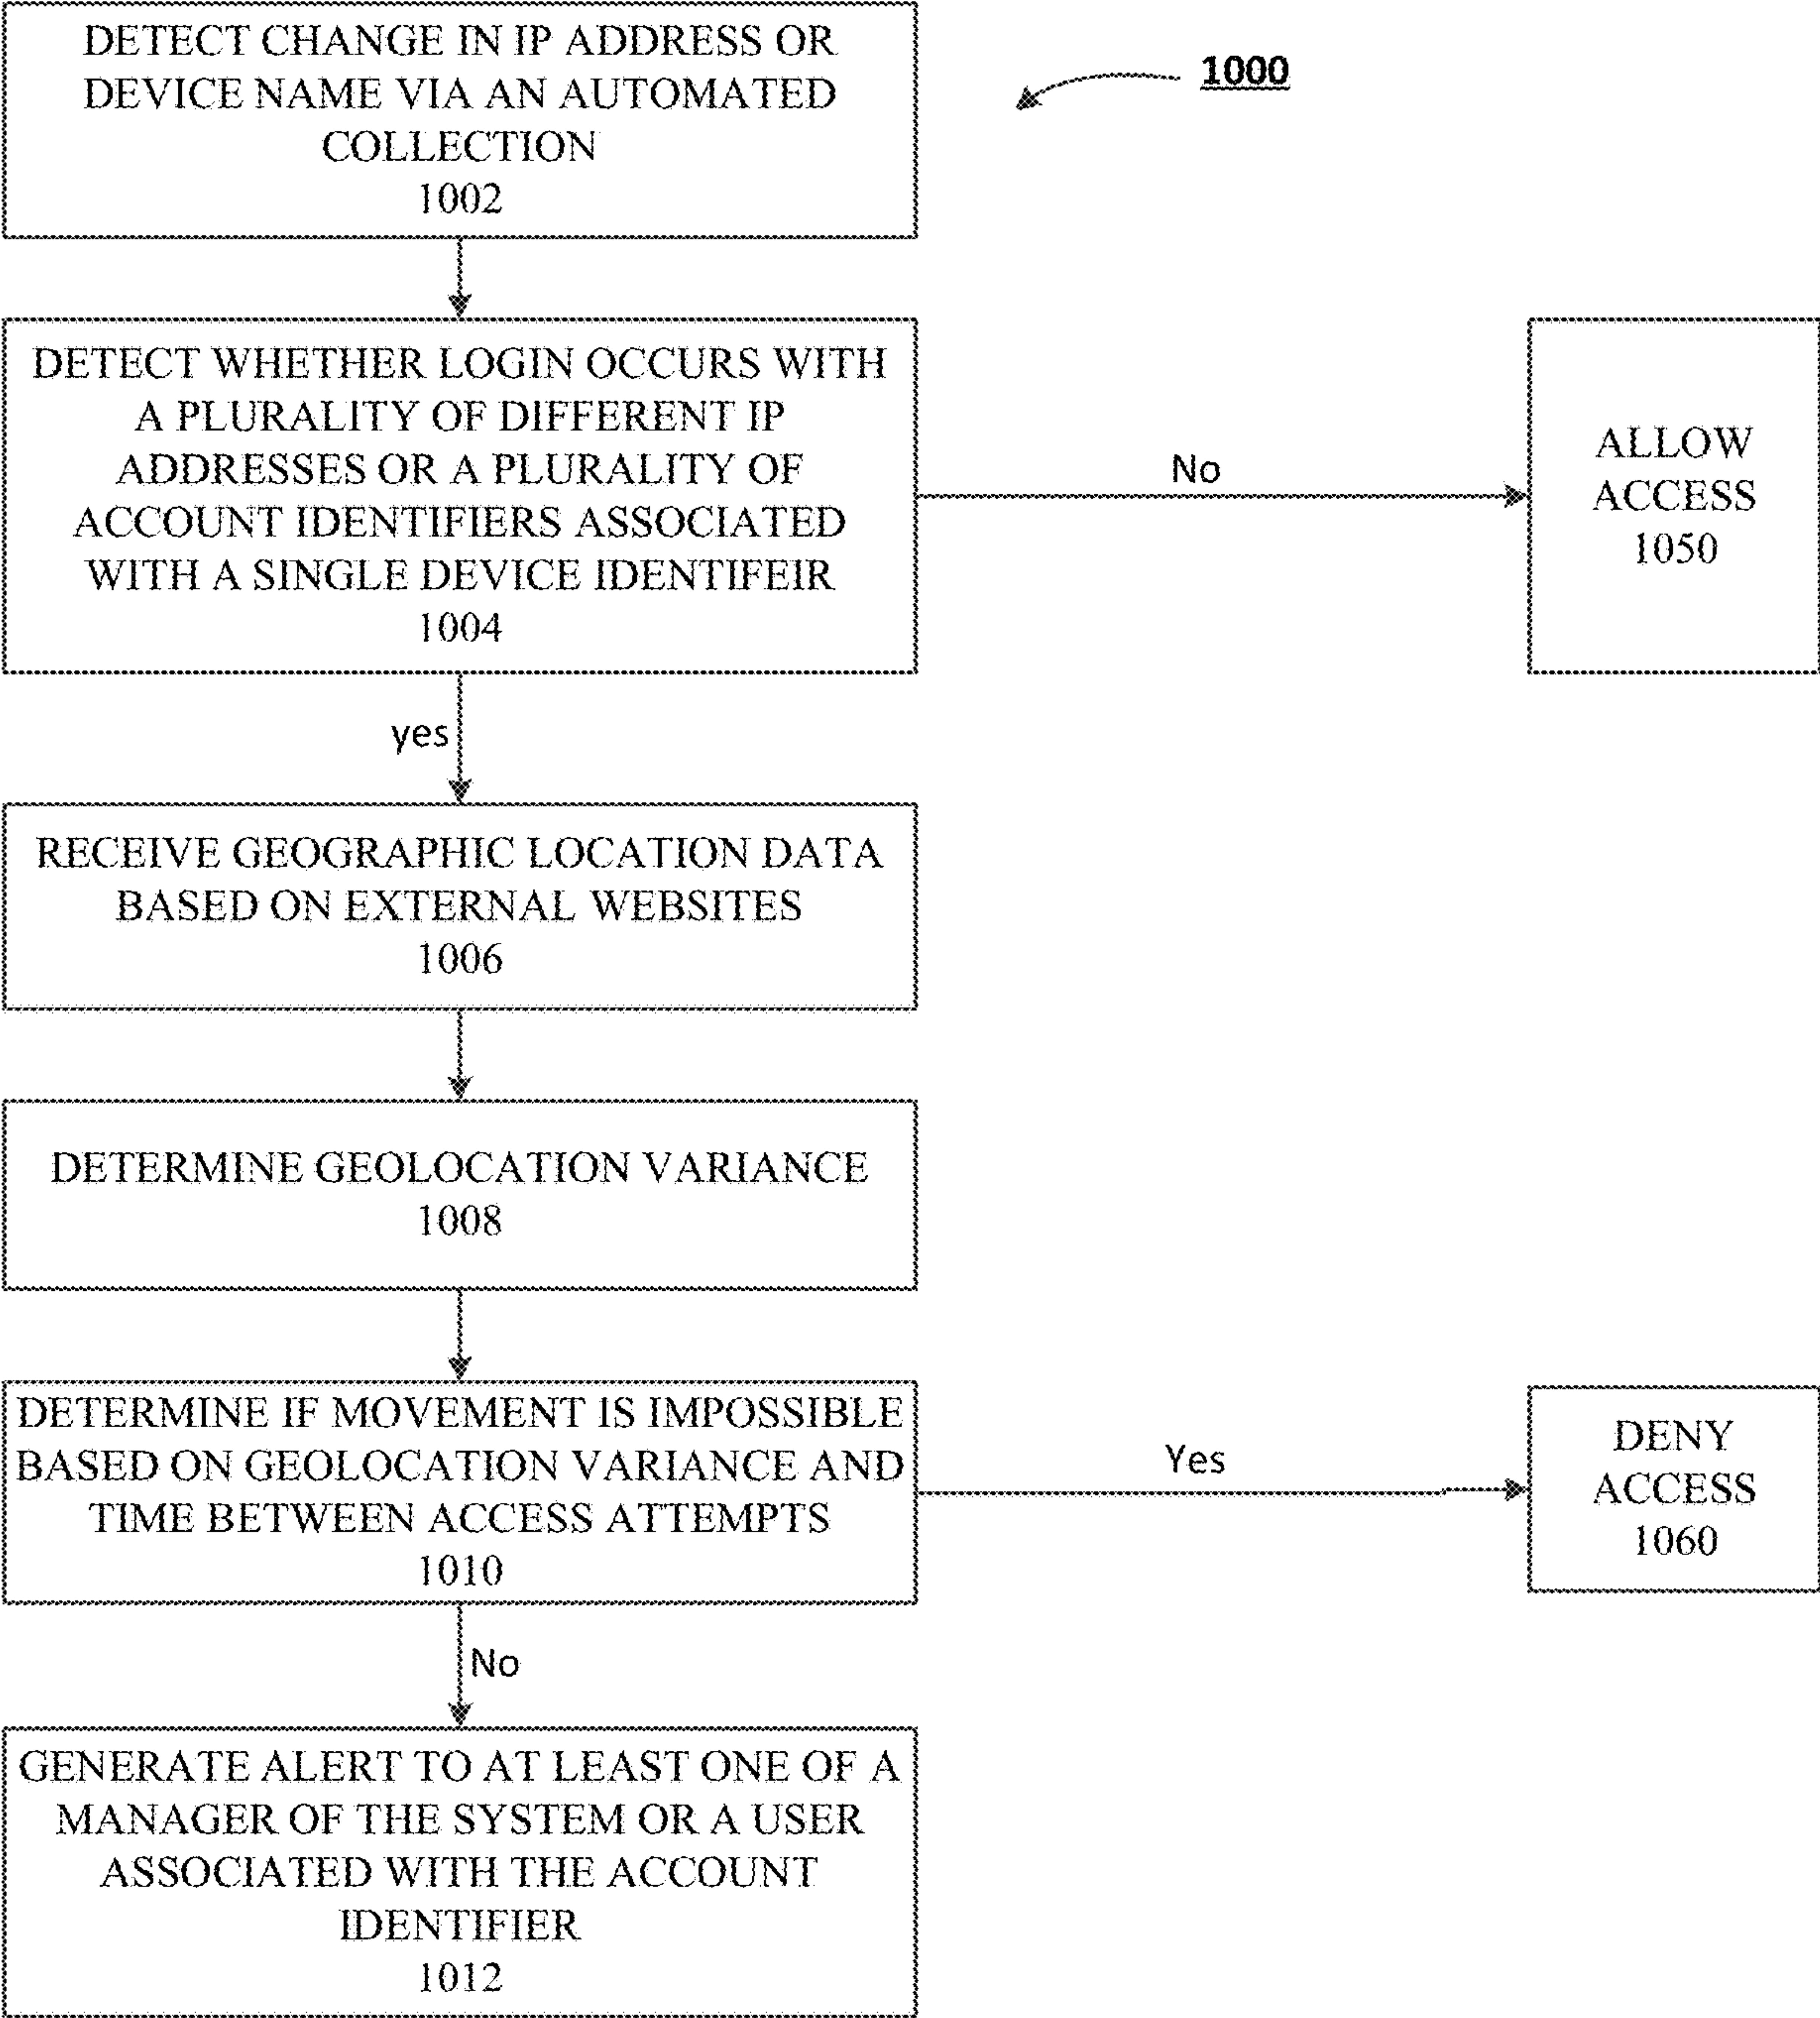 DETECT CHANGE IN IP ADDRESS OR
DEVICE NAME VIA AN AUTOMATED
COLLECTION
1002
1000
DETECT WHETHER LOGIN OCCURS WITH
A PLURALITY OF DIFFERENT IP
ADDRESSES OR A PLURALITY OF
ACCOUNT IDENTIFIERS ASSOCIATED
WITH A SINGLE DEVICE IDENTIFEIR
1004
No
ALLOW
ACCESS
1050
yes
RECEIVE GEOGRAPHIC LOCATION DATA
BASED ON EXTERNAL WEBSITES
1006
DETERMINE GEOLOCATION VARIANCE
1008
DETERMINE IF MOVEMENT IS IMPOSSIBLE
BASED ON GEOLOCATION VARIANCE AND
TIME BETWEEN ACCESS ATTEMPTS
1010
Yes
DENY
ACCESS
1060
No
GENERATE ALERT TO AT LEAST ONE OF A
MANAGER OF THE SYSTEM OR A USER
ASSOCIATED WITH THE ACCOUNT
IDENTIFIER
1012